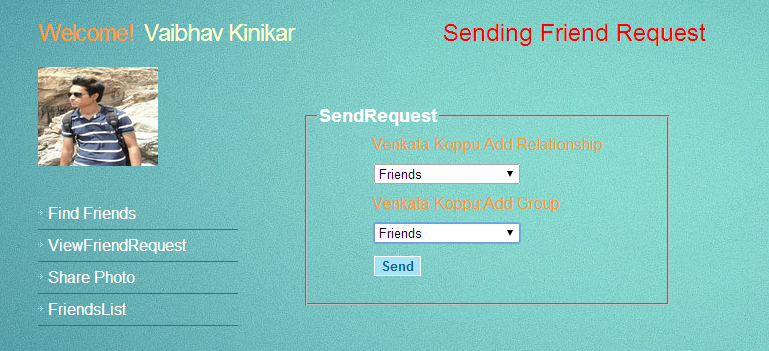 Welcome! Vaibhav Kinikar
Sending Friend Request
SendRequest
Venkata Koppu Add Relationship
Friends
Venkata Koppu Add Group
Friends
Send
Find Friends
ViewFriendRequest
Share Photo
FriendsList